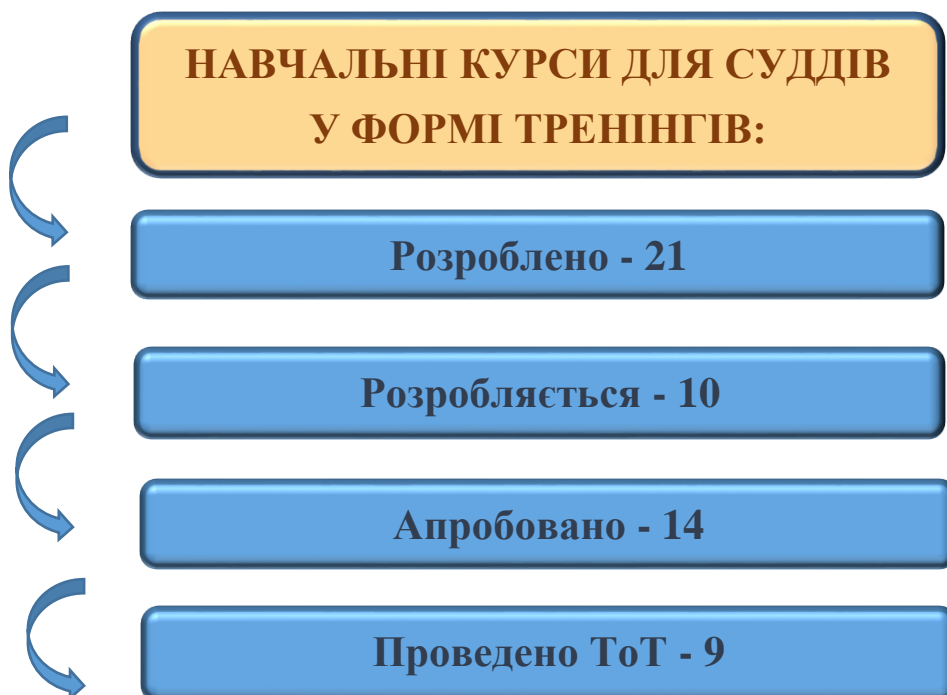 НАВЧАЛЬНІ КУРСИ ДЛЯ СУДДІВ
У ФОРМІ ТРЕНІНГІВ:
Розроблено - 21
Розробляється - 10
Апробовано - 14
Проведено ТоТ - 9